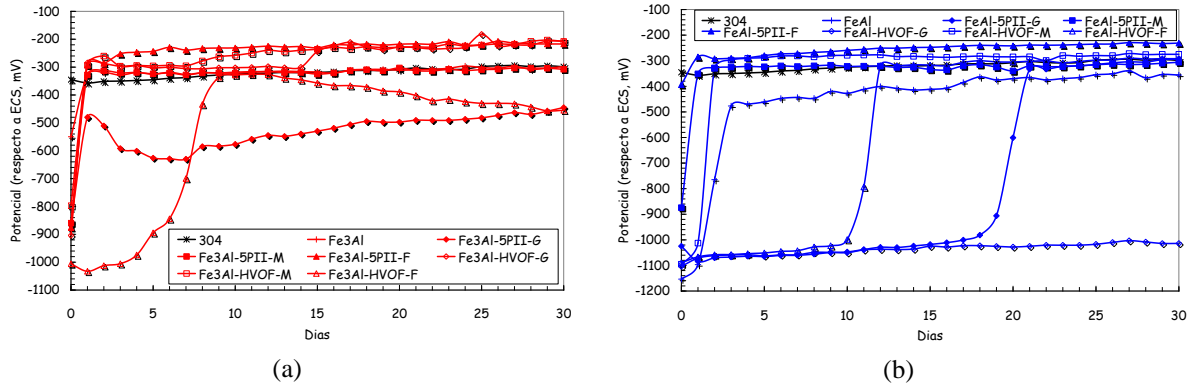 -100
-200
-300
-400
-500
-600
-700
-800
-900
-1000
-1100
Potencial (respecto a ECS, mV)
304 Fe3Al Fe3Al-5PII-G
Fe3Al-5PII-M Fe3Al-5PII-F Fe3Al-HVOF-G
Fe3Al-HVOF-M Fe3Al-HVOF-F
0 5 10 15 20 25 30
Dias
(a)
-100
-200
-300
-400
-500
-600
-700
-800
-900
-1000
-1100
-1200
Potencial (respecto a ECS, mV)
304 FeAl FeAl-5PII-G FeAl-5PII-M
FeAl-5PII-F FeAl-HVOF-G FeAl-HVOF-M FeAl-HVOF-F
0 5 10 15 20 25 30
Dias
(b)